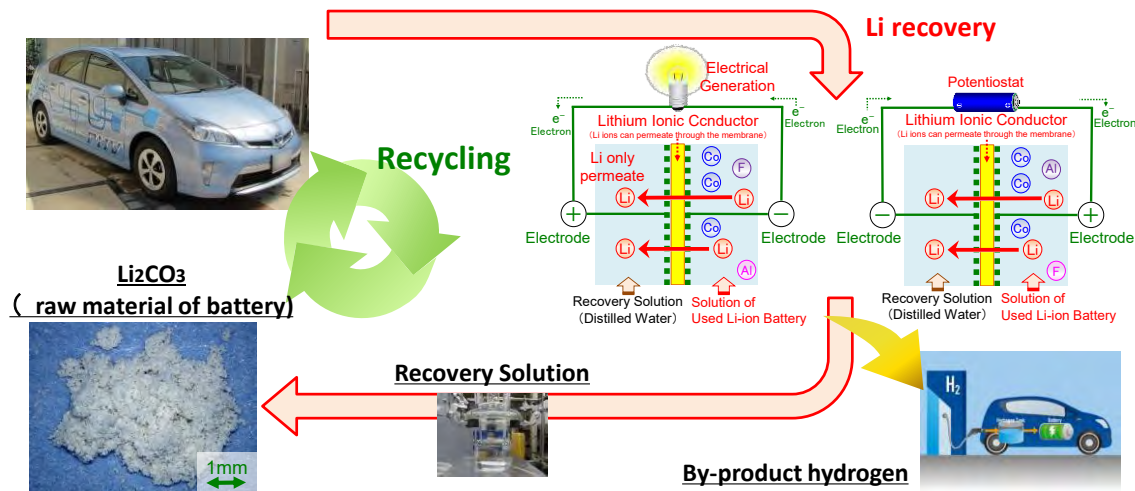 Li recovery
Recycling
Electrical
Generation
e⁻
Electron
e⁻
Electron
Lithium Ionic Ccnductor
(Li ions can permeate through the membrane)
Li only
permeate
Co
F
Co
Li
Li
+
−
Electrode
Electrode
Co
Li
Li
Al
Recovery Solution
(Distilled Water)
Solution of
Used Li-ion Battery
Potentiostat
e⁻
Electron
e⁻
Electron
Lithium Ionic Conductor
(Li ions can permeate through the membrane)
Co
Al
Co
Li
Li
−
+
Electrode
Electrode
Co
Li
Li
F
Recovery Solution
(Distilled Water)
Solution of
Used Li-ion Battery
Li2CO3
( raw material of battery)
1mm
Recovery Solution
By-product hydrogen
H2
Battery